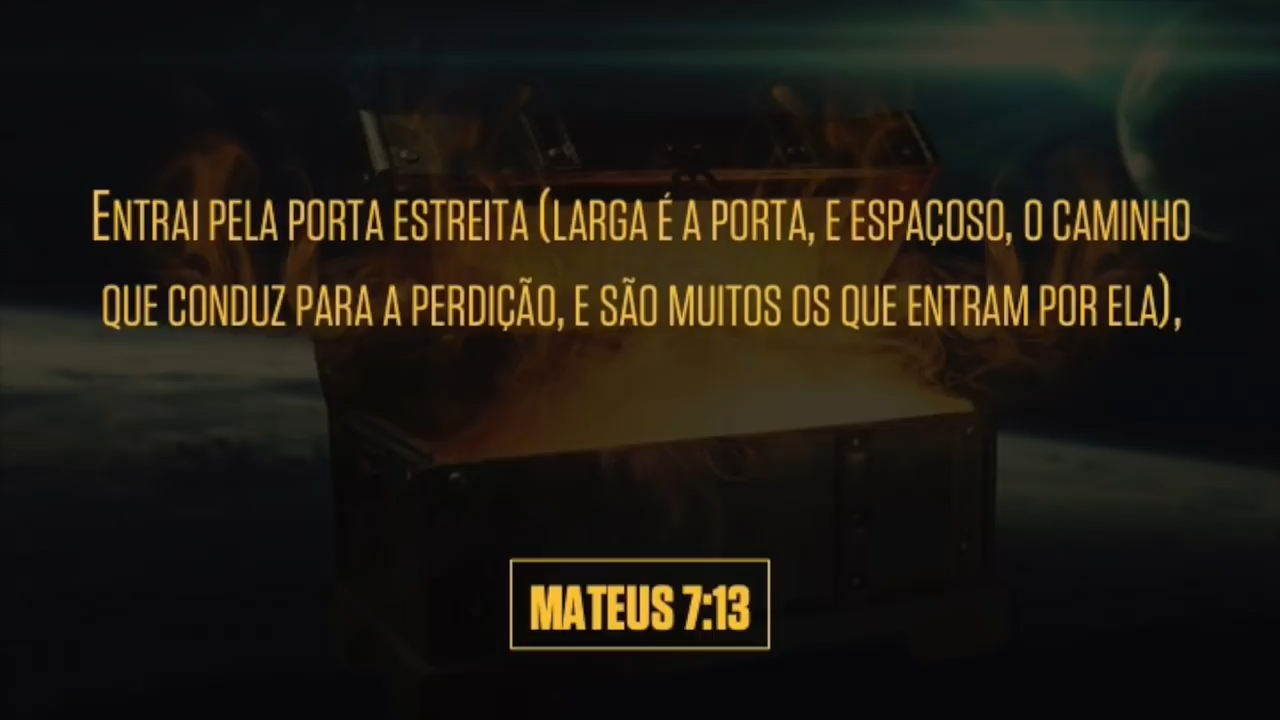 Entrai pela porta estreita (larga é a porta, e espaçoso, o caminho
que conduz para a perdição, e são muitos os que entram por ela),
MATEUS 7:13